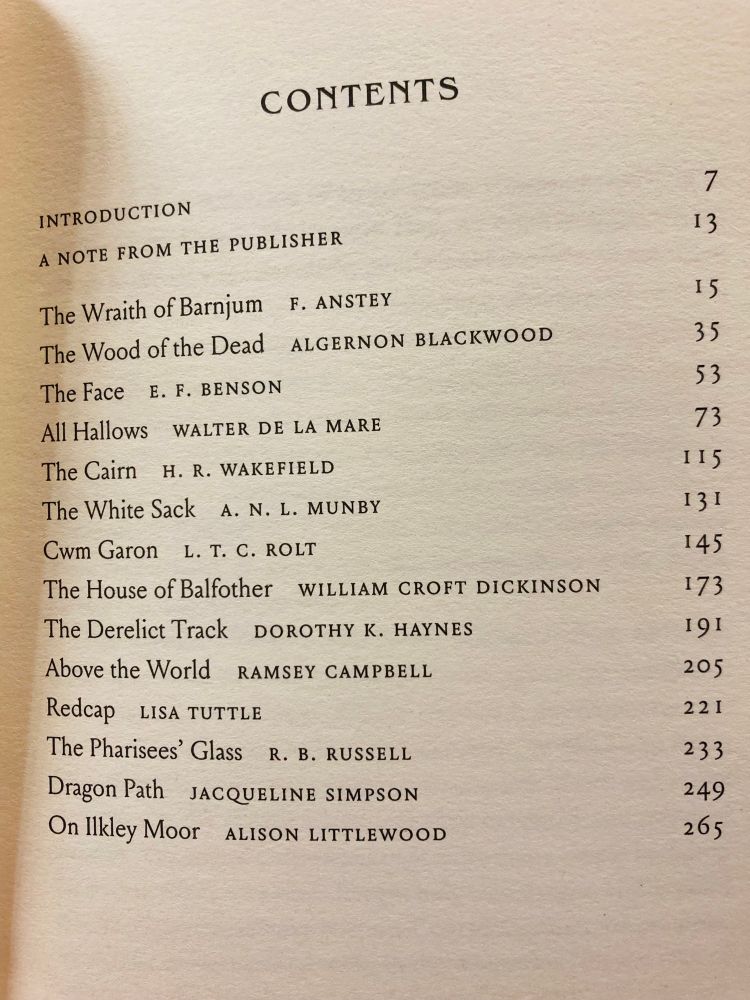 CONTENTS
INTRODUCTION 7
A NOTE FROM THE PUBLISHER 13
The Wraith of Barnjum F. ANSTEY 15
The Wood of the Dead ALGERNON BLACKWOOD 35
The Face E. F. BENSON 53
All Hallows WALTER DE LA MARE 73
The Cairn H. R. WAKEFIELD 115
The White Sack A. N. L. MUNBY 131
Cwm Garon L. T. C. ROLT 145
The House of Balfother WILLIAM CROFT DICKINSON 173
The Derelict Track DOROTHY K. HAYNES 191
Above the World RAMSEY CAMPBELL 205
Redcap LISA TUTTLE 221
The Pharisees' Glass R. B. RUSSELL 233
Dragon Path JACQUELINE SIMPSON 249
On Ilkley Moor ALISON LITTLEWOOD 265